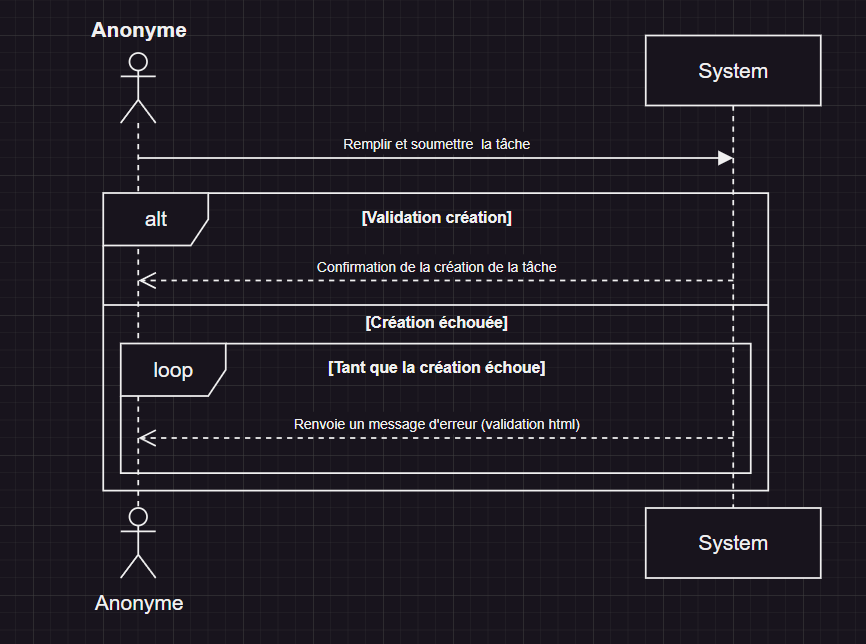 Anonyme
System
Remplir et soumettre  la tâche
alt
[Validation création]
Confirmation de la création de la tâche
[Création échouée]
loop
[Tant que la création échoue]
Renvoie un message d'erreur (validation html)
System
Anonyme